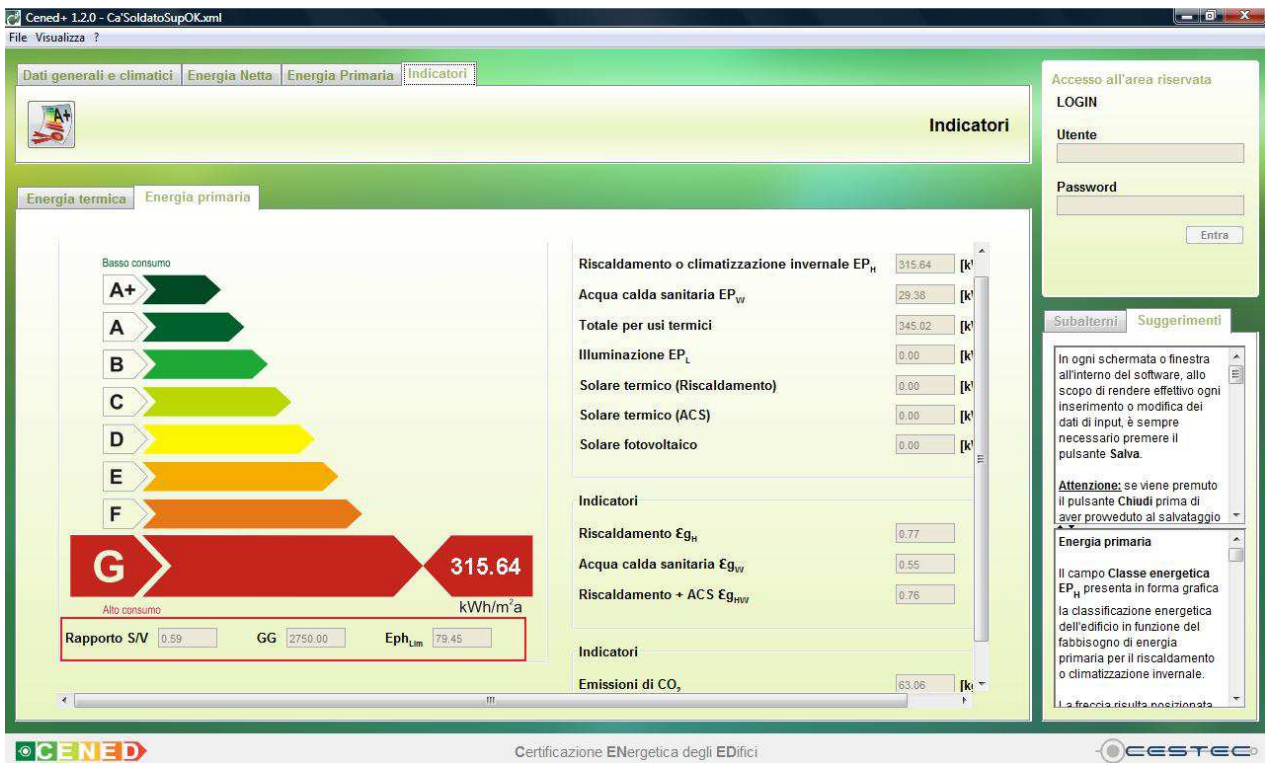 Cened+ 1.2.0 - Ca'SoldatoSupOK.xml
File Visualizza ?
Dati generali e climatici Energia Netta Energia Primaria Indicatori
A+
Indicatori
Energia termica Energia primaria
Basso consumo
A+
A
B
C
D
E
F
G 315.64
Alto consumo kWh/m²a
Rapporto S/V 0.59 GG 2750.00 Eph Lim 79.45
Riscaldamento o climatizzazione invernale EP H 315.64
Acqua calda sanitaria EP W 29.38
Totale per usi termici 345.02
Illuminazione EP L 0.00
Solare termico (Riscaldamento) 0.00
Solare termico (ACS) 0.00
Solare fotovoltaico 0.00
Indicatori
Riscaldamento εg H 0.77
Acqua calda sanitaria εg W 0.55
Riscaldamento + ACS εg HW 0.76
Indicatori
Emissioni di CO₂ 63.06
Accesso all'area riservata
LOGIN
Utente
Password
Entra
Subalterni Suggerimenti
In ogni schermata o finestra
all'interno del software, allo
scopo di rendere effettivo ogni
inserimento o modifica dei
dati di input, è sempre
necessario premere il
pulsante Salva.
Attenzione: se viene premuto
il pulsante Chiudi prima di
aver provveduto al salvataggio
Energia primaria
Il campo Classe energetica
EP H presenta in forma grafica
la classificazione energetica
dell'edificio in funzione del
fabbisogno di energia
primaria per il riscaldamento
o climatizzazione invernale.
La freccia risulta posizionata
CENED
Certificazione ENergetica degli EDifici
CESTEC